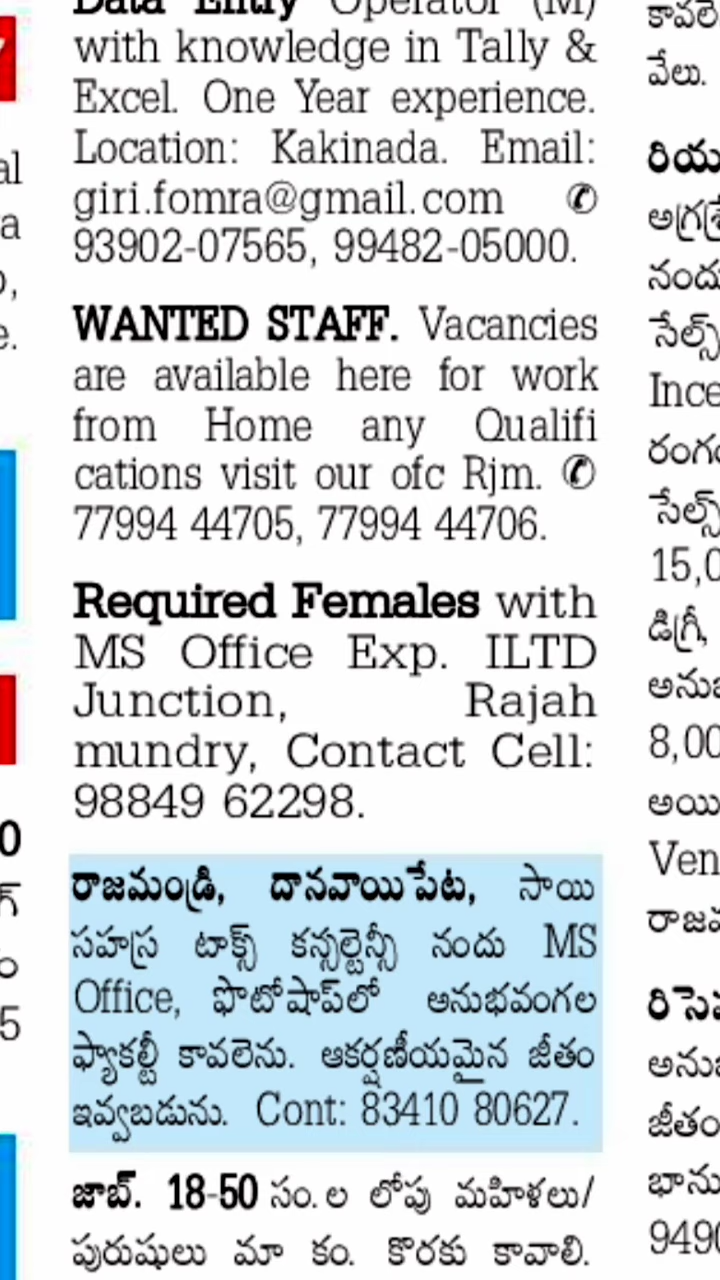 Data Entry Operator (M)
with knowledge in Tally &
Excel. One Year experience.
Location: Kakinada. Email:
giri.fomra@gmail.com ✆
93902-07565, 99482-05000.
WANTED STAFF. Vacancies
are available here for work
from Home any Qualifi
cations visit our ofc Rjm. ✆
77994 44705, 77994 44706.
Required Females with
MS Office Exp. ILTD
Junction, Rajah
mundry, Contact Cell:
98849 62298.
రాజమండ్రి, దానవాయిపేట, సాయి
సహస్ర టాక్స్ కన్సల్టెన్సీ నందు MS
Office, ఫొటోషాప్‌లో అనుభవంగల
ఫ్యాకల్టీ కావలెను. ఆకర్షణీయమైన జీతం
ఇవ్వబడును. Cont: 83410 80627.
జాబ్. 18-50 సం.ల లోపు మహిళలు/
పురుషులు మా కం. కొరకు కావాలి.
వేలు.
నందు
సేల్స్
రంగం
సేల్స్
డిగ్రీ,
8,00
జీతం
9490